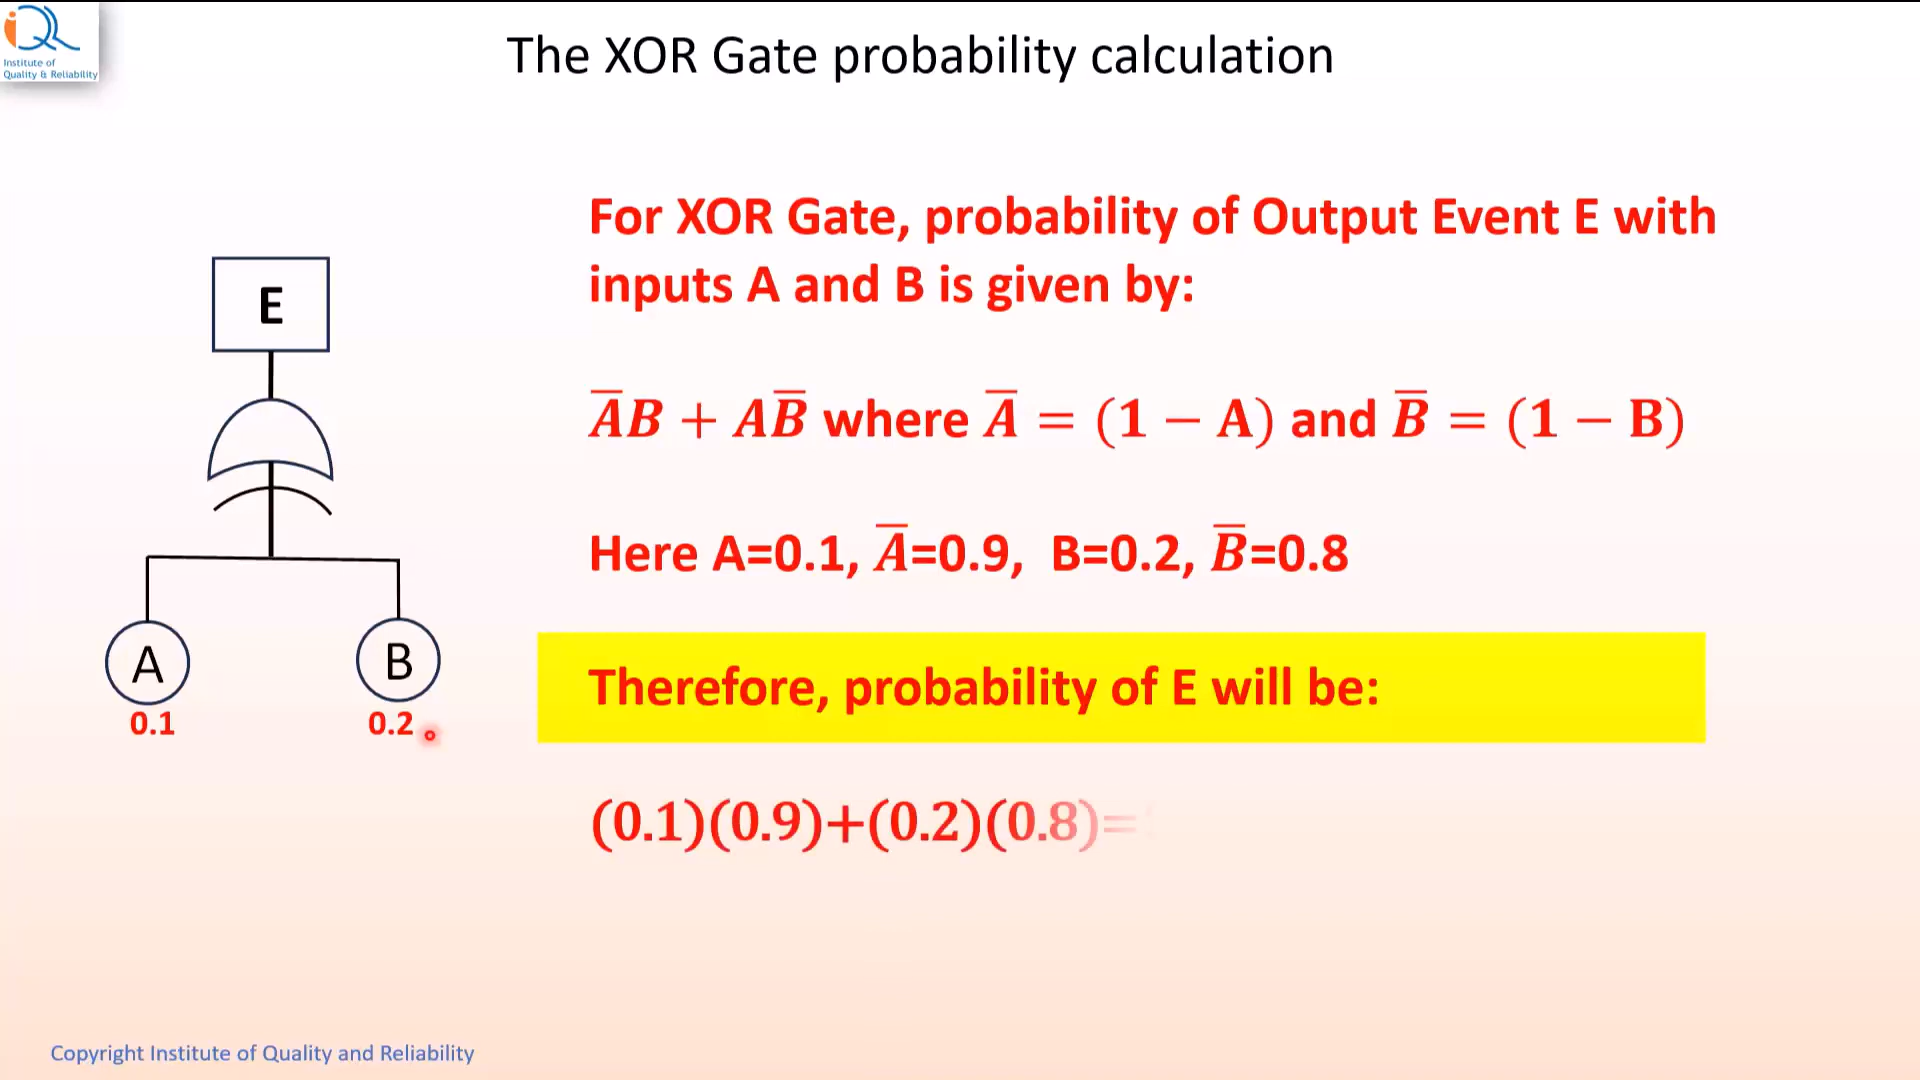 iQR
Institute of
Quality & Reliability
The XOR Gate probability calculation
For XOR Gate, probability of Output Event E with
inputs A and B is given by:
E
A̅B + AB̅ where A̅ = (1 − A) and B̅ = (1 − B)
Here A=0.1, A̅=0.9, B=0.2, B̅=0.8
A
B
0.1
0.2
Therefore, probability of E will be:
(0.1)(0.9)+(0.2)(0.8)=
Copyright Institute of Quality and Reliability